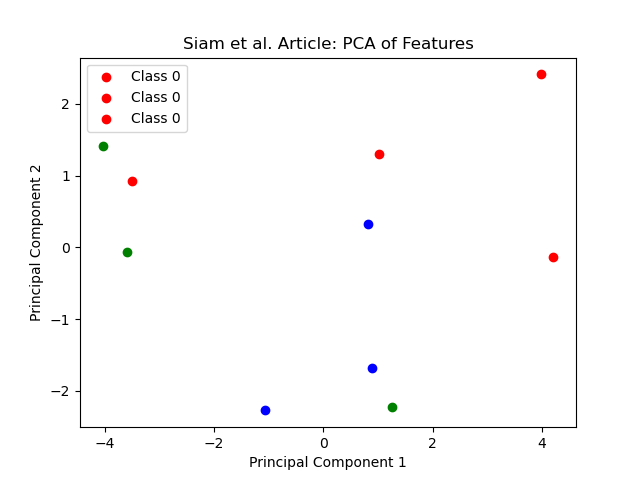 Siam et al. Article: PCA of Features
Class 0
Class 0
Class 0
2
1
0
−1
−2
Principal Component 2
−4
−2
0
2
4
Principal Component 1